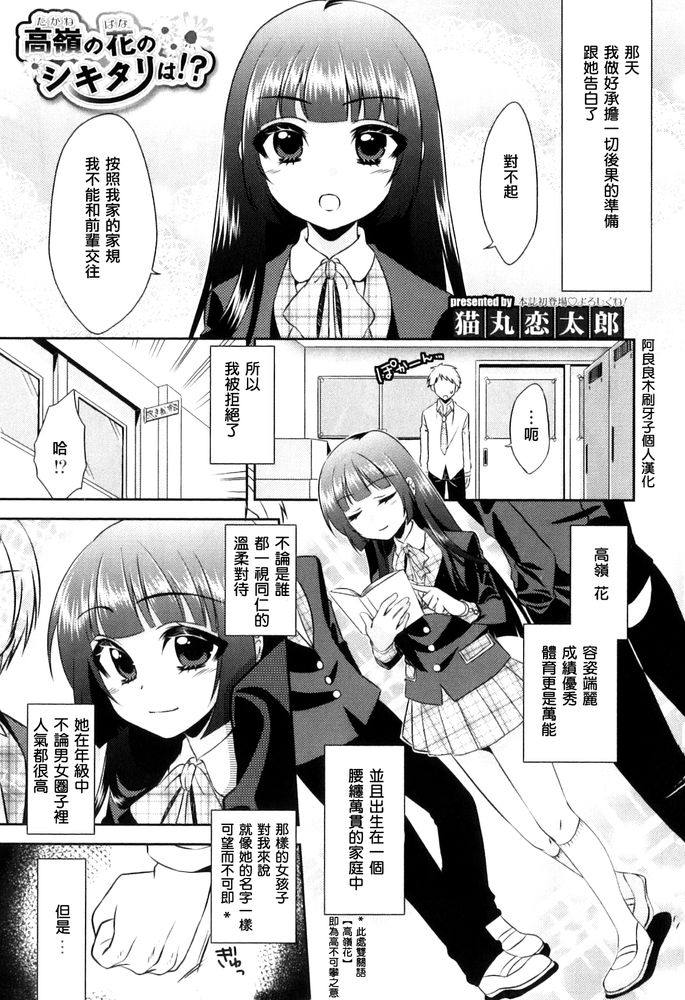 たかね ばな
高嶺の花の
シキタリは!?
那天
我做好承擔一切後果的準備
跟她告白了
對不起
按照我家的家規
我不能和前輩交往
presented by
本誌初登場♡よろしくね!
猫丸恋太郎
阿良良木刷牙子個人漢化
…呃
ぽかーん…
所以
我被拒絕了
哈!?
高嶺 花
容姿端麗
成績優秀
體育更是萬能
並且出生在一個
腰纏萬貫的家庭中
不論是誰
都一視同仁的
溫柔對待
她在年級中
不論男女圈子裡
人氣都很高
那樣的女孩子
對我來說
就像她的名字一樣
可望而不可即*
*此處雙關語
【高嶺花】
即為高不可攀之意
但是…
ぎゅっ